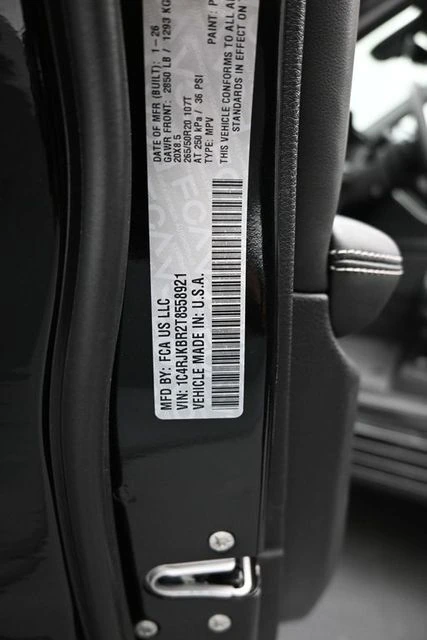 MFD BY: FCA US LLC
VIN: 1C4RJKBR2T8558921
VEHICLE MADE IN: U.S.A.
DATE OF MFR (BUILT): 1-26
GAWR FRONT: 2850 LB / 1293 KG
20X8.5
265/50R20 107T
AT 250 kPa / 36 PSI
TYPE: MPV
PAINT: P
THIS VEHICLE CONFORMS TO ALL AP
STANDARDS IN EFFECT ON
FCA
FCA